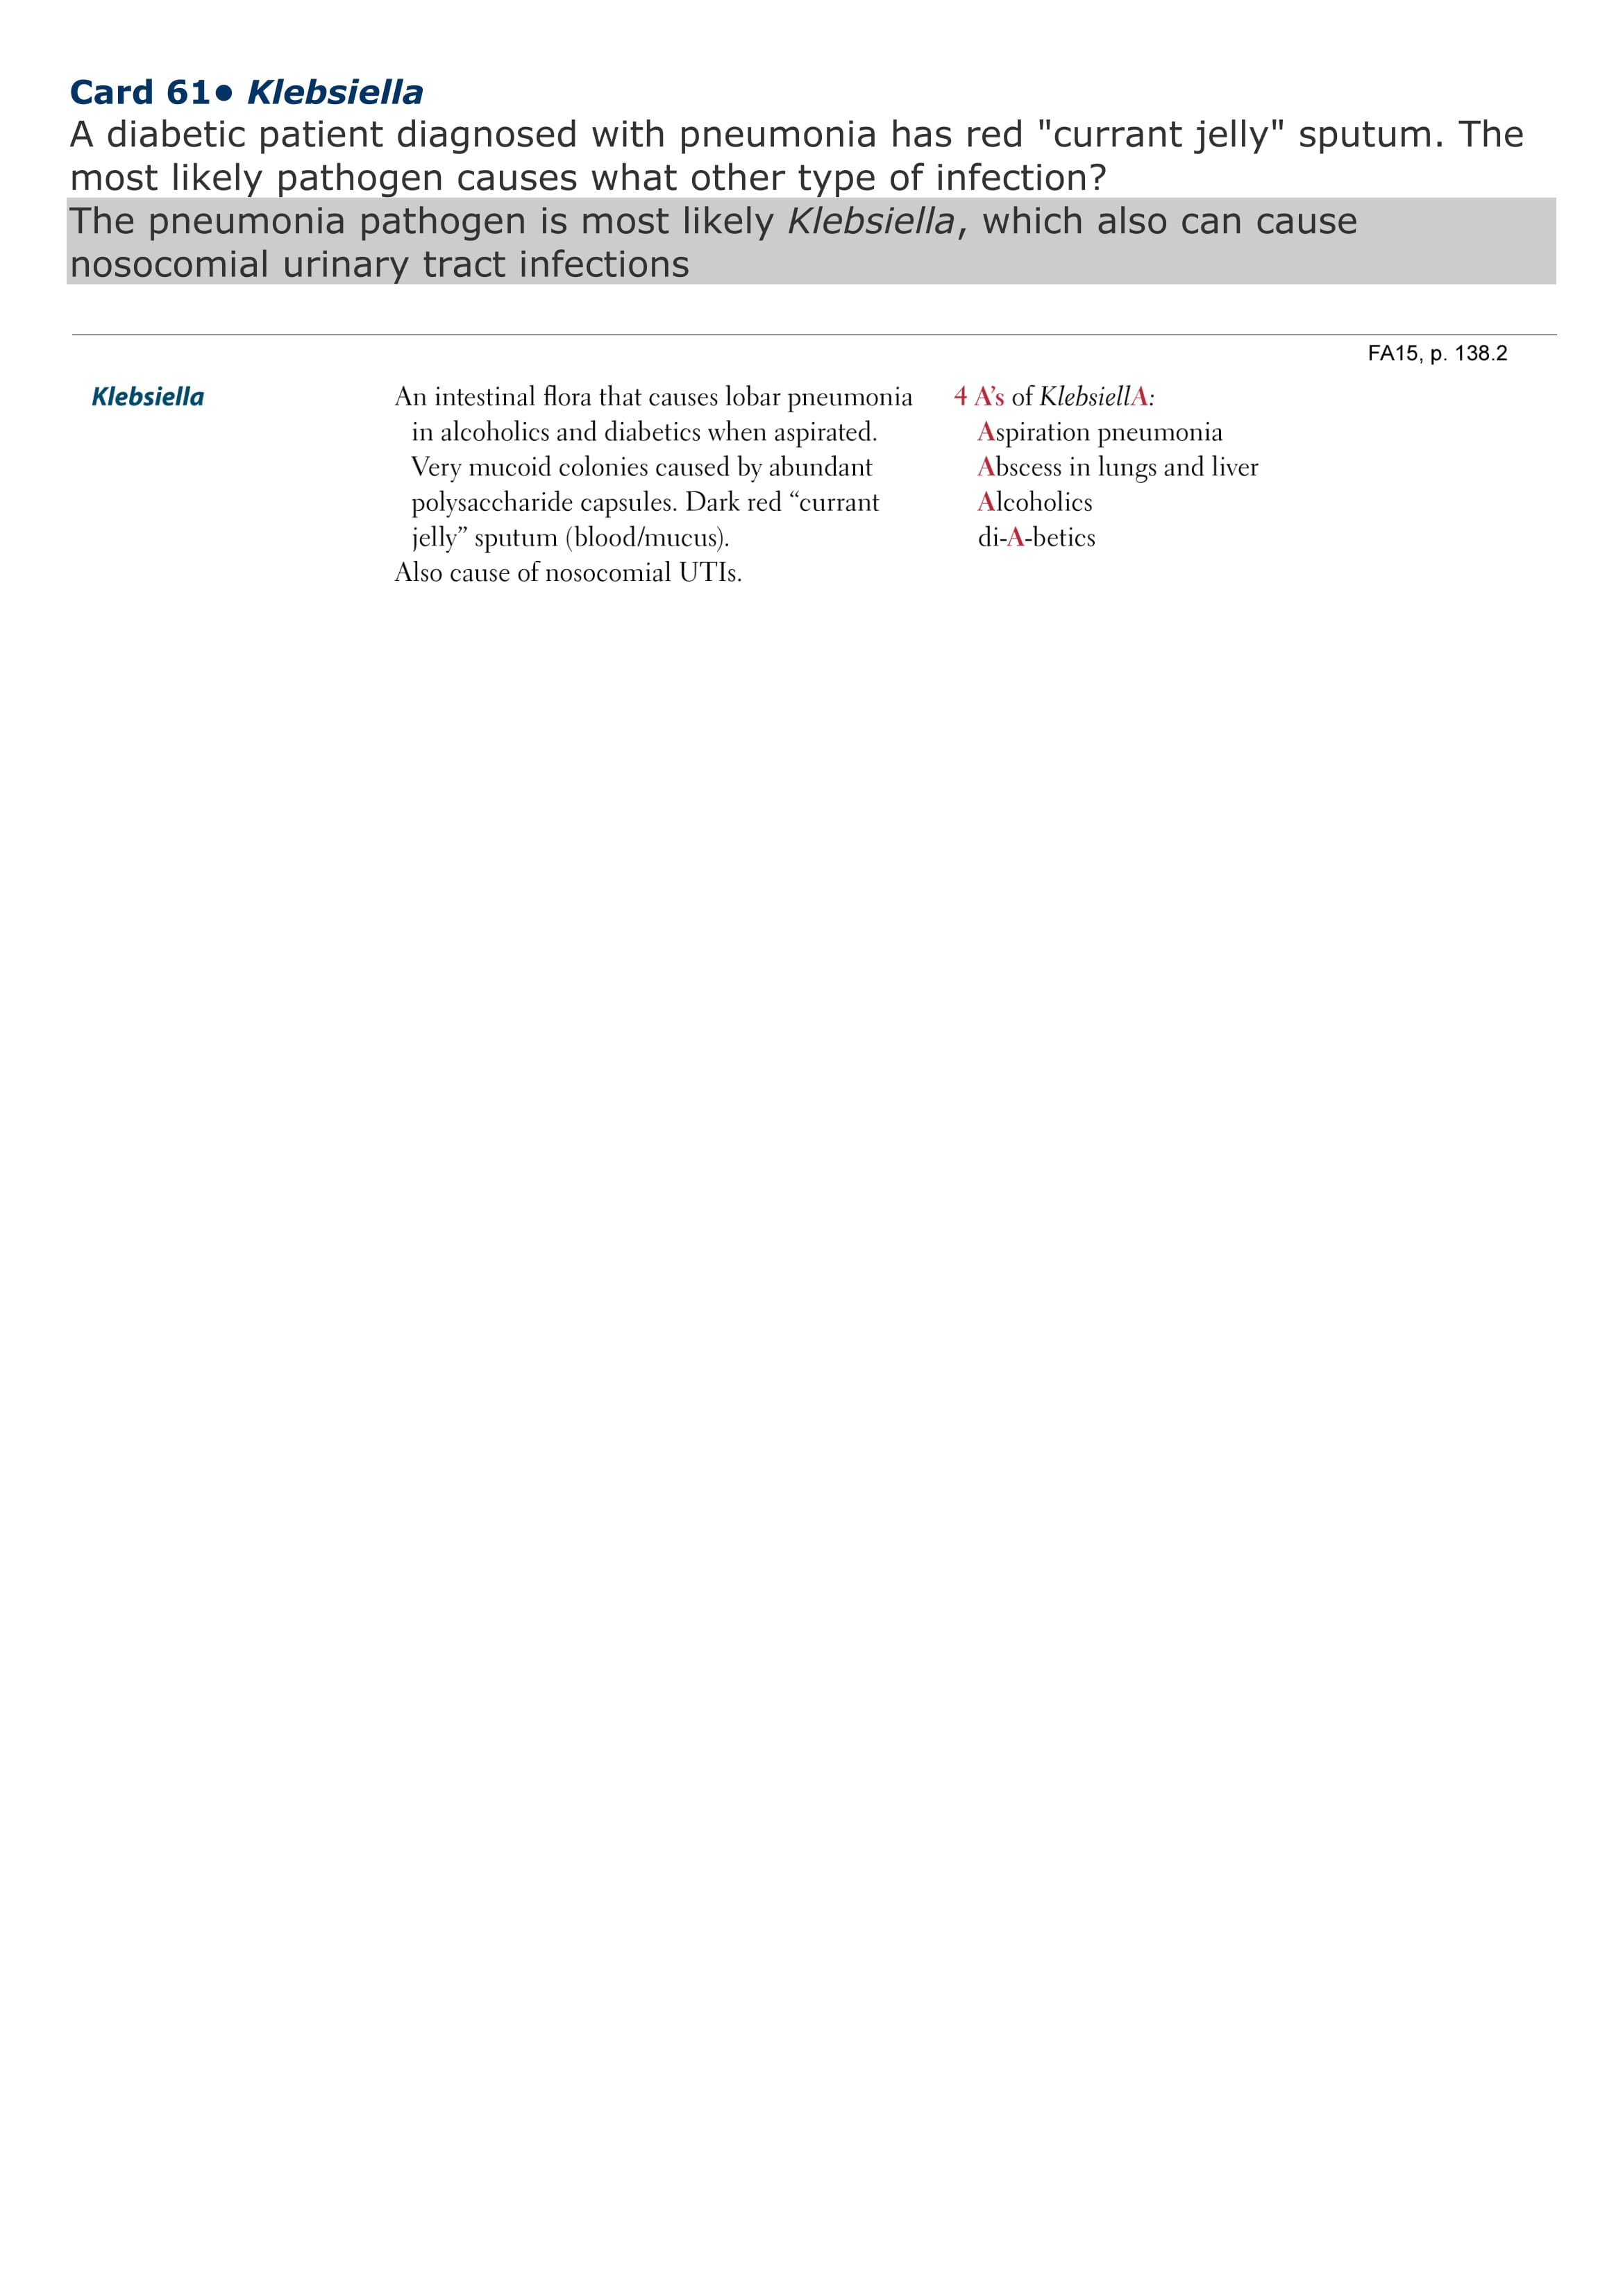 Card 61● Klebsiella
A diabetic patient diagnosed with pneumonia has red "currant jelly" sputum. The
most likely pathogen causes what other type of infection?
The pneumonia pathogen is most likely Klebsiella, which also can cause
nosocomial urinary tract infections
FA15, p. 138.2
Klebsiella
An intestinal flora that causes lobar pneumonia
in alcoholics and diabetics when aspirated.
Very mucoid colonies caused by abundant
polysaccharide capsules. Dark red “currant
jelly” sputum (blood/mucus).
Also cause of nosocomial UTIs.
4 A’s of KlebsiellA:
Aspiration pneumonia
Abscess in lungs and liver
Alcoholics
di-A-betics